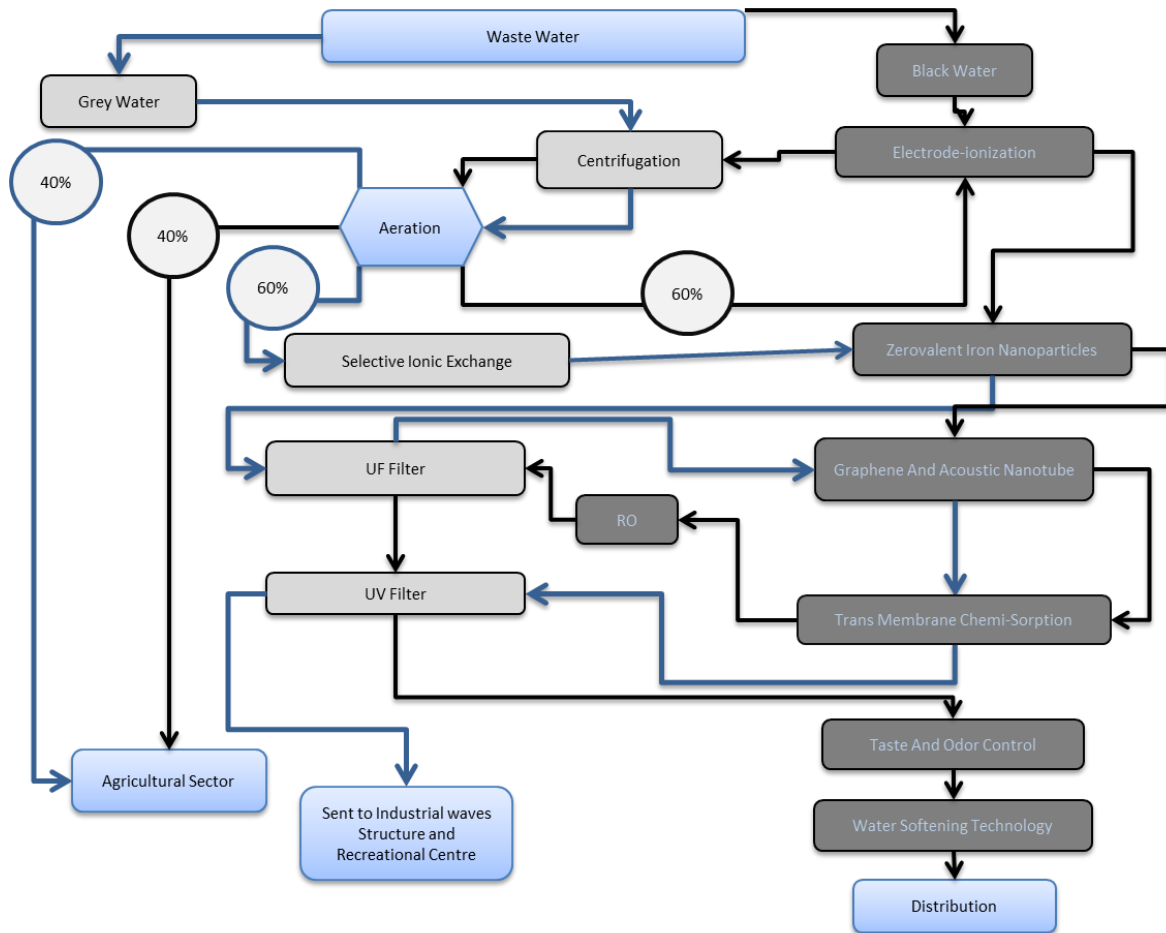 Waste Water
Black Water
Grey Water
Centrifugation
Electrode-ionization
40%
Aeration
40%
60%
60%
Selective Ionic Exchange
Zerovalent Iron Nanoparticles
UF Filter
Graphene And Acoustic Nanotube
RO
UV Filter
Trans Membrane Chemi-Sorption
Taste And Odor Control
Agricultural Sector
Sent to Industrial waves
Structure and
Recreational Centre
Water Softening Technology
Distribution